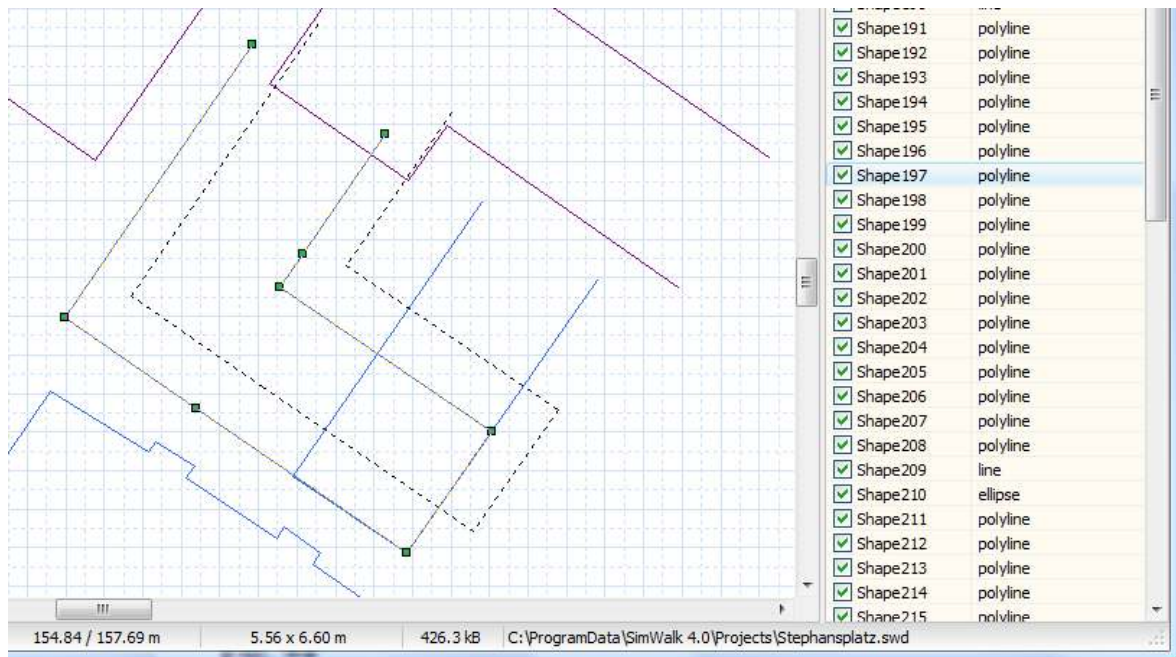 Shape191 polyline
Shape192 polyline
Shape193 polyline
Shape194 polyline
Shape195 polyline
Shape196 polyline
Shape197 polyline
Shape198 polyline
Shape199 polyline
Shape200 polyline
Shape201 polyline
Shape202 polyline
Shape203 polyline
Shape204 polyline
Shape205 polyline
Shape206 polyline
Shape207 polyline
Shape208 polyline
Shape209 line
Shape210 ellipse
Shape211 polyline
Shape212 polyline
Shape213 polyline
Shape214 polyline
Shape215 polyline
154.84 / 157.69 m 5.56 x 6.60 m 426.3 kB C:\ProgramData\SimWalk 4.0\Projects\Stephansplatz.swd